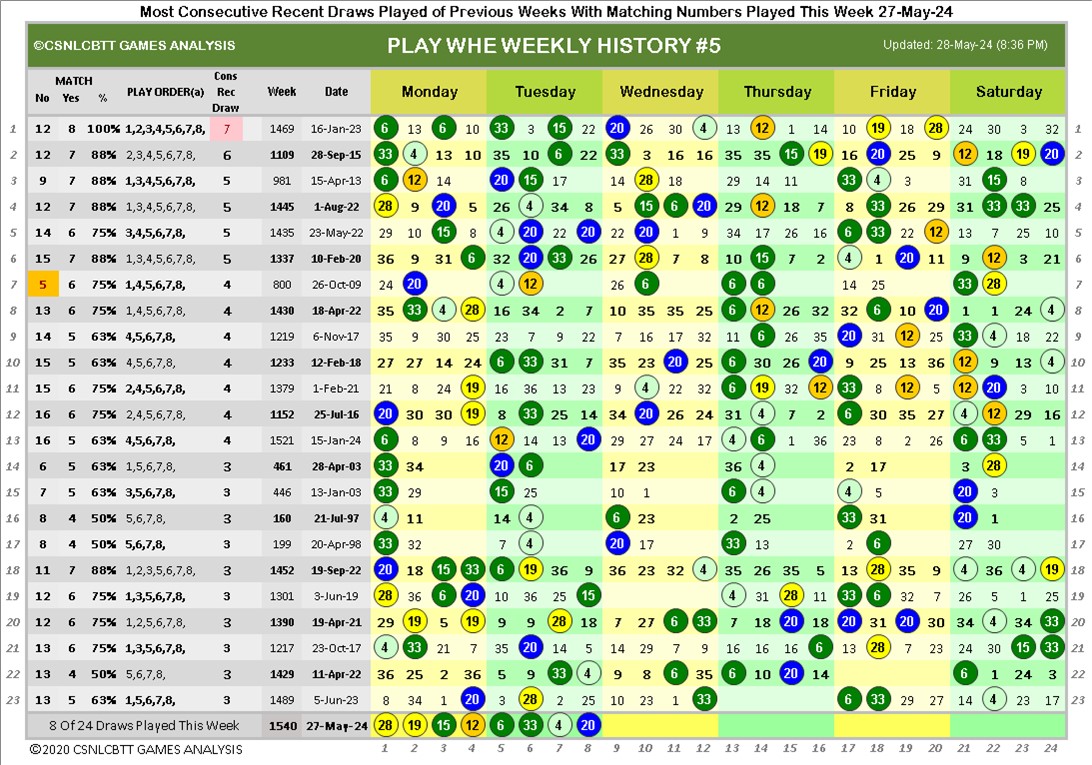 Most Consecutive Recent Draws Played of Previous Weeks With Matching Numbers Played This Week 27-May-24
©CSNLCBTT GAMES ANALYSIS PLAY WHE WEEKLY HISTORY #5 Updated: 28-May-24 (8:36 PM)
No MATCH Yes % PLAY ORDER(a) Cons Rec Draw Week Date Monday Tuesday Wednesday Thursday Friday Saturday
1 12 8 100% 1,2,3,4,5,6,7,8, 7 1469 16-Jan-23 6 13 6 10 33 3 15 22 20 26 30 4 13 12 1 14 10 19 18 28 24 30 3 32 1
2 12 7 88% 2,3,4,5,6,7,8, 6 1109 28-Sep-15 33 4 13 10 35 10 6 22 33 3 16 16 35 35 15 19 16 20 25 9 12 18 19 20 2
3 9 7 88% 1,3,4,5,6,7,8, 5 981 15-Apr-13 6 12 14 20 15 17 14 28 18 29 14 11 33 4 3 31 15 8 3
4 12 7 88% 1,3,4,5,6,7,8, 5 1445 1-Aug-22 28 9 20 5 26 4 34 8 5 15 6 20 29 12 18 7 8 33 26 29 31 33 33 25 4
5 14 6 75% 3,4,5,6,7,8, 5 1435 23-May-22 29 10 15 8 4 20 22 20 22 20 1 9 34 17 26 16 6 33 22 12 13 7 25 10 5
6 15 7 88% 1,3,4,5,6,7,8, 5 1337 10-Feb-20 36 9 31 6 32 20 33 26 27 28 7 8 10 15 7 2 4 1 20 11 9 12 3 21 6
7 5 6 75% 1,4,5,6,7,8, 4 800 26-Oct-09 24 20 4 12 26 6 6 6 14 25 33 28 7
8 13 6 75% 1,4,5,6,7,8, 4 1430 18-Apr-22 35 33 4 28 16 34 2 7 10 35 35 25 6 12 26 32 32 6 10 20 1 1 24 4 8
9 14 5 63% 4,5,6,7,8, 4 1219 6-Nov-17 35 9 30 25 23 7 9 22 7 16 17 32 11 6 26 35 20 31 12 25 33 4 18 22 9
10 12 5 63% 4,5,6,7,8, 4 1233 12-Feb-18 27 27 14 24 6 33 31 7 35 23 20 25 6 30 26 20 9 25 13 36 12 9 13 4 10
11 15 6 75% 2,4,5,6,7,8, 4 1379 1-Feb-21 21 8 24 19 16 36 13 23 9 4 22 32 6 19 32 12 33 8 12 25 12 20 3 10 11
12 16 6 75% 2,4,5,6,7,8, 4 1152 25-Jul-16 20 30 30 19 8 33 25 14 34 20 26 24 31 4 7 2 6 30 35 27 4 12 29 16 12
13 16 5 63% 4,5,6,7,8, 4 1521 15-Jan-24 6 8 9 16 12 14 13 20 29 27 24 17 4 6 1 36 23 8 2 26 6 33 5 1 13
14 6 5 63% 1,5,6,7,8, 3 461 28-Apr-03 33 34 20 6 17 23 36 4 2 17 3 28 14
15 7 5 63% 3,5,6,7,8, 3 446 13-Jan-03 33 29 15 25 10 1 6 4 4 5 20 3 15
16 8 4 50% 5,6,7,8, 3 160 21-Jul-97 4 11 14 4 6 23 2 25 33 31 20 1 16
17 8 4 50% 5,6,7,8, 3 199 20-Apr-98 33 32 7 4 20 17 33 13 2 6 27 30 17
18 11 7 88% 1,2,3,5,6,7,8, 3 1452 19-Sep-22 20 18 15 33 6 19 36 9 36 23 32 4 35 26 35 5 13 28 35 9 4 36 4 19 18
19 12 6 75% 1,3,5,6,7,8, 3 1301 3-Jun-19 28 36 6 20 10 36 25 15 4 31 28 11 33 6 32 7 26 5 1 25 19
20 12 6 75% 1,2,5,6,7,8, 3 1390 19-Apr-21 29 19 5 19 9 9 28 18 7 27 6 33 7 18 20 18 20 31 20 30 34 4 34 33 20
21 13 6 75% 1,3,5,6,7,8, 3 1217 23-Oct-17 4 33 21 7 35 20 14 5 14 29 7 9 16 16 16 6 13 28 7 23 21 24 15 33 21
22 13 4 50% 5,6,7,8, 3 1429 11-Apr-22 36 25 2 36 5 9 33 4 9 8 6 35 6 10 20 14 6 1 24 3 22
23 13 5 63% 1,5,6,7,8, 3 1489 5-Jun-23 8 34 1 20 6 28 2 25 10 24 12 33 6 33 29 23 14 4 23 17 23
8 Of 24 Draws Played This Week 1540 27-May-24 28 19 15 12 6 33 4 20
©2020 CSNLCBTT GAMES ANALYSIS 1 2 3 4 5 6 7 8 9 10 11 12 13 14 15 16 17 18 19 20 21 22 23 24